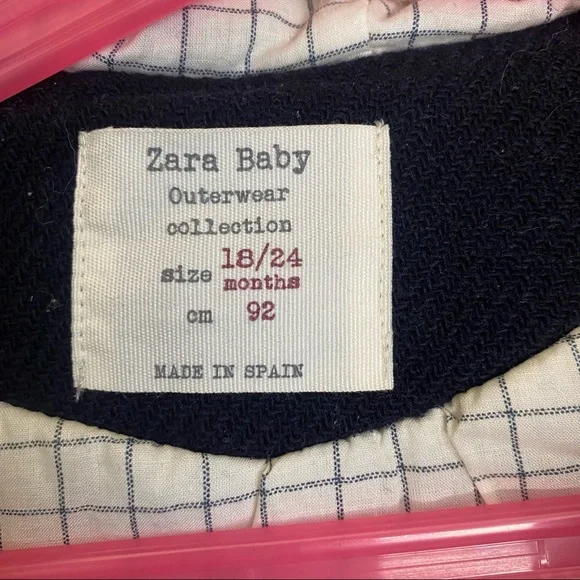 Zara Baby
Outerwear
collection
size 18/24
months
cm 92
MADE IN SPAIN